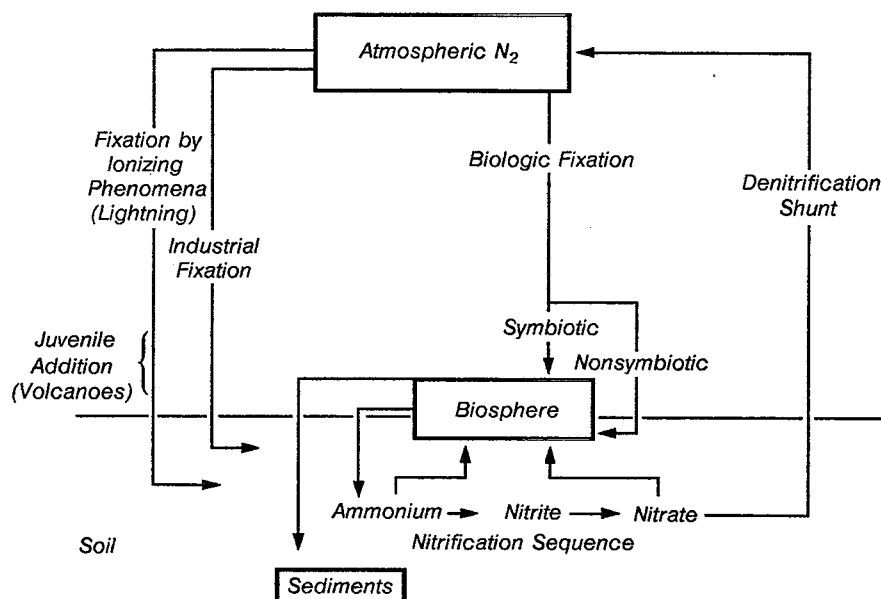 Atmospheric N2
Fixation by
Ionizing
Phenomena
(Lightning)
Biologic Fixation
Denitrification
Shunt
Industrial
Fixation
Juvenile
Addition
(Volcanoes)
Symbiotic
Nonsymbiotic
Biosphere
Ammonium
Nitrite
Nitrate
Nitrification Sequence
Soil
Sediments